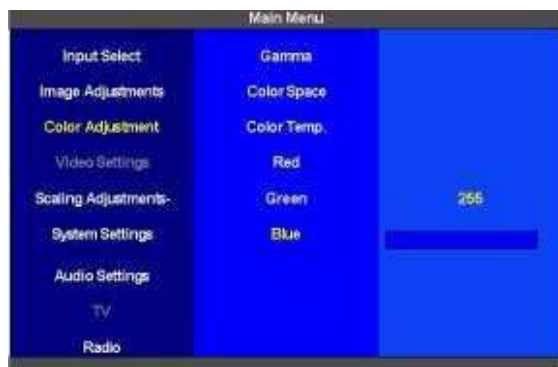 Main Menu
Input Select
Image Adjustments
Color Adjustment
Video Settings
Scaling Adjustments-
System Settings
Audio Settings
TV
Radio
Gamma
Color Space
Color Temp.
Red
Green
Blue
255